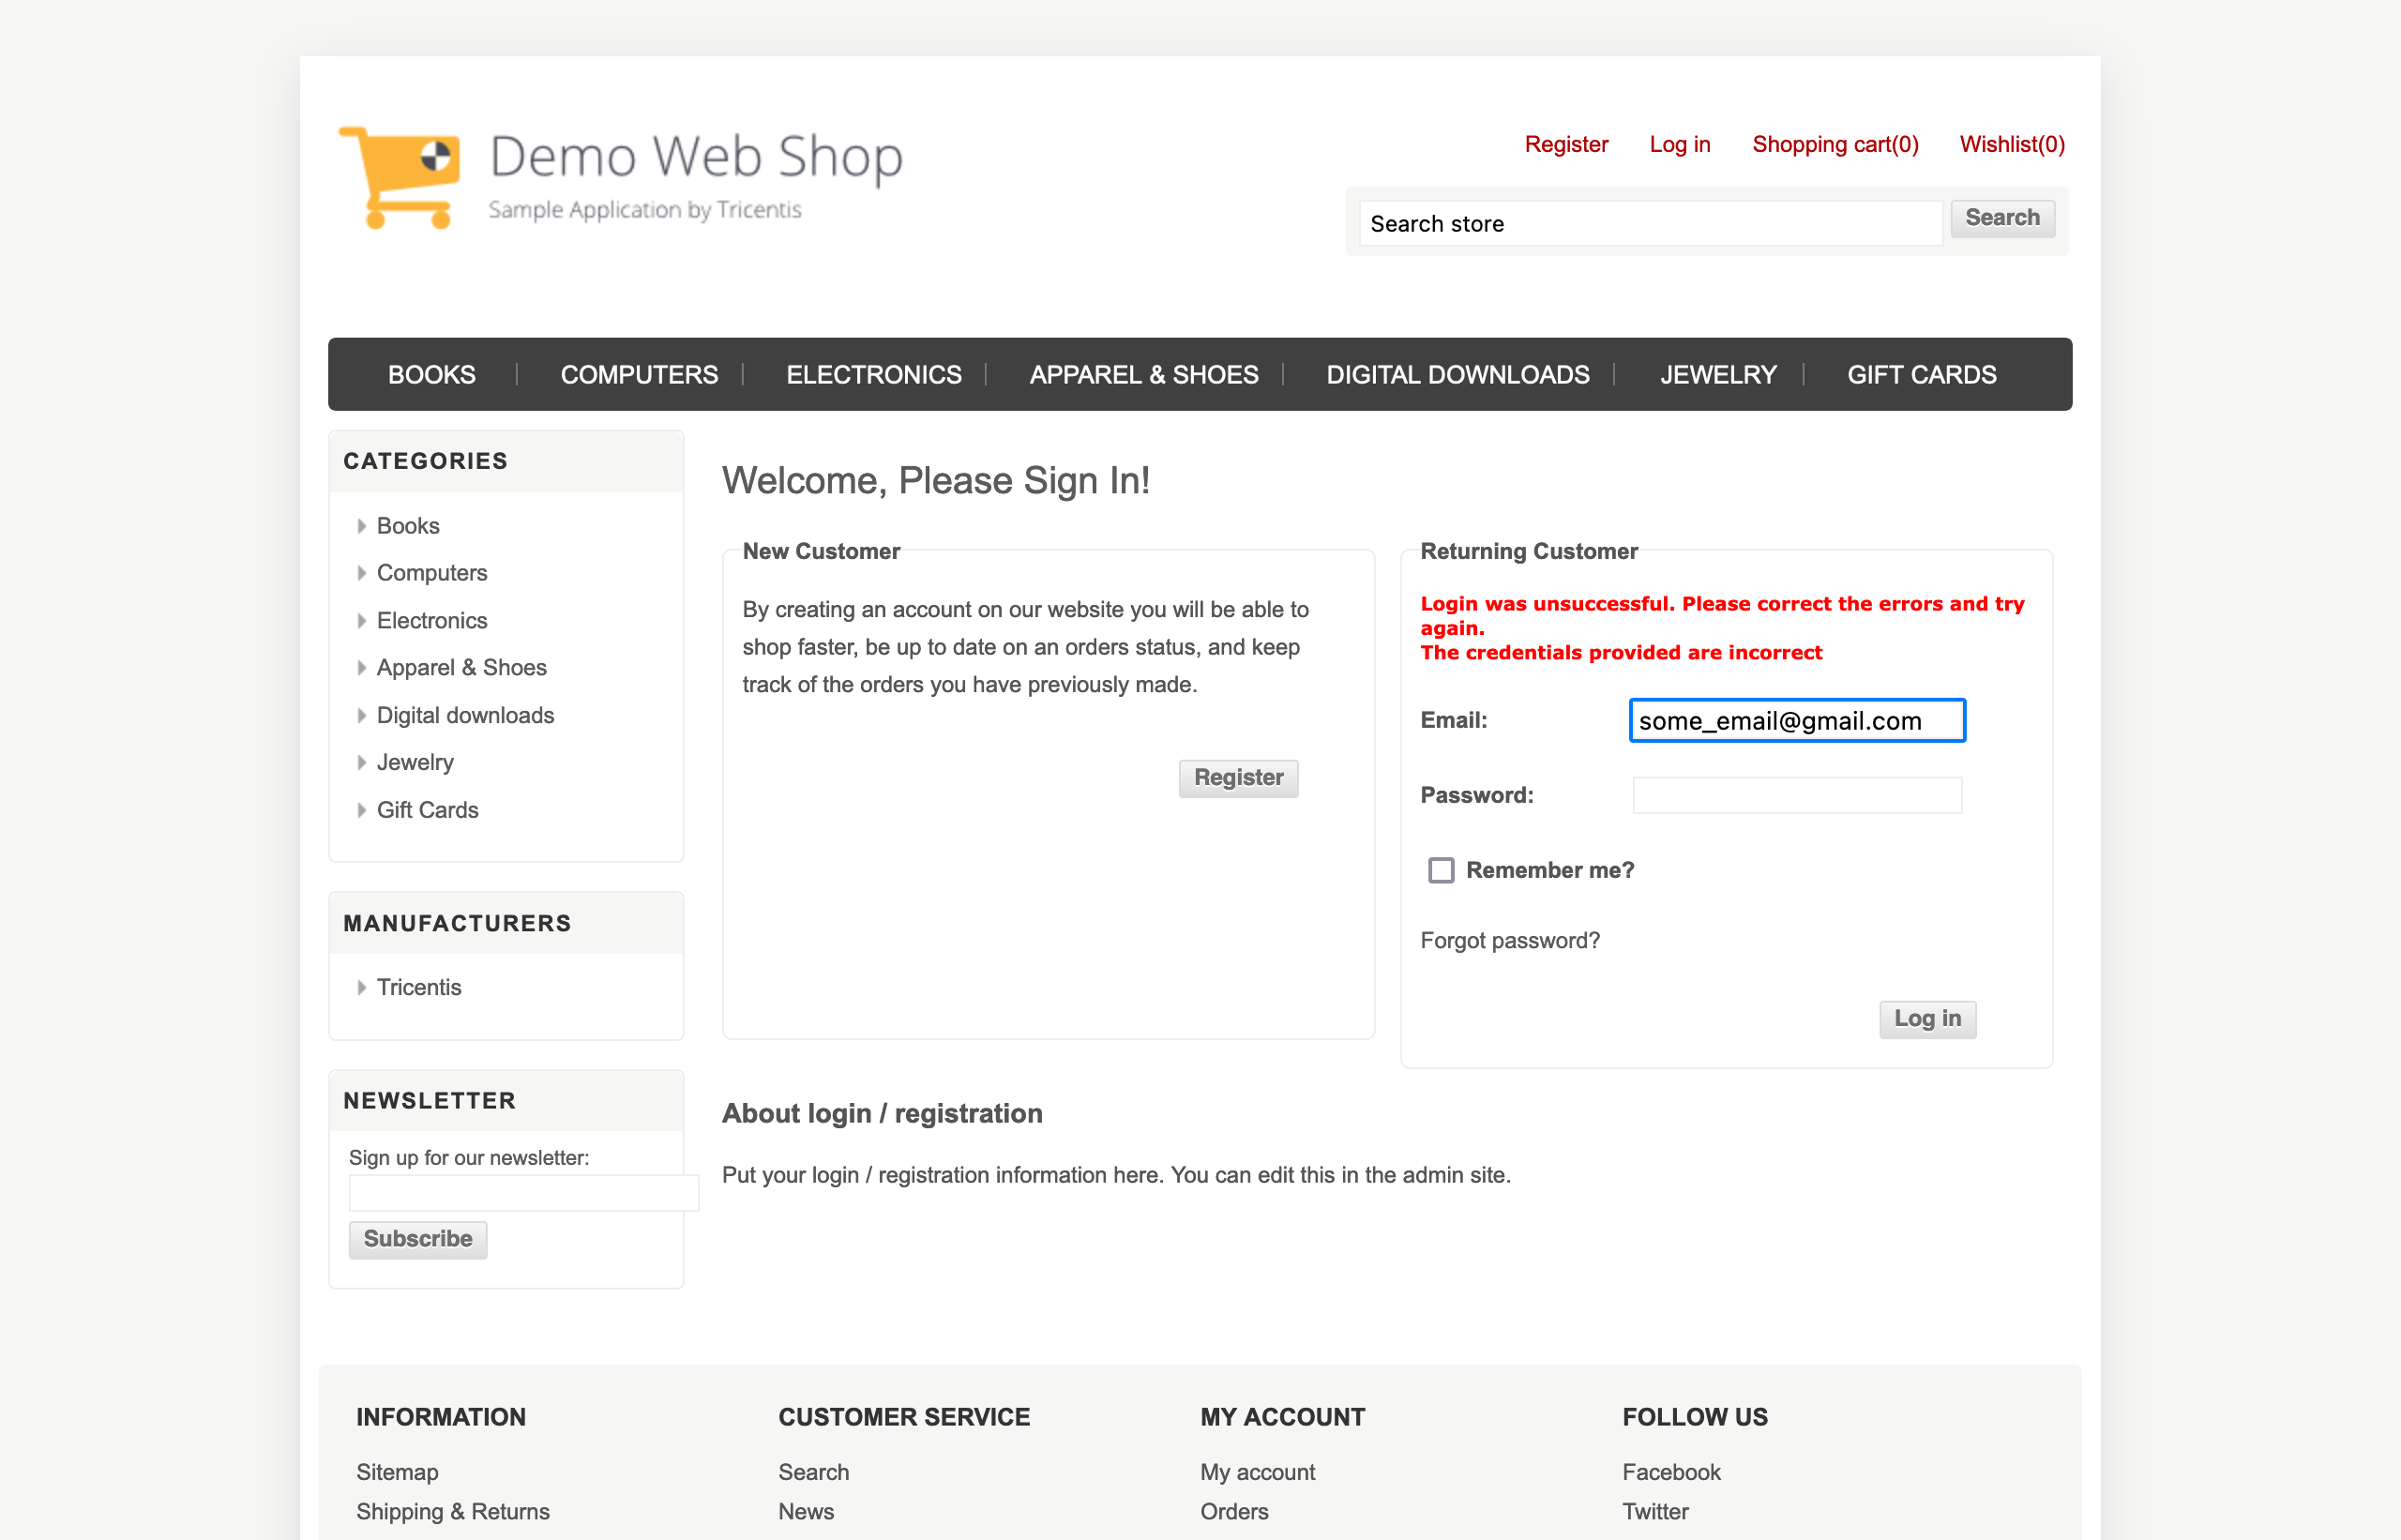 Demo Web Shop
Sample Application by Tricentis
Register Log in Shopping cart(0) Wishlist(0)
Search store Search
BOOKS COMPUTERS ELECTRONICS APPAREL & SHOES DIGITAL DOWNLOADS JEWELRY GIFT CARDS
CATEGORIES
Books
Computers
Electronics
Apparel & Shoes
Digital downloads
Jewelry
Gift Cards
MANUFACTURERS
Tricentis
NEWSLETTER
Sign up for our newsletter:
Subscribe
Welcome, Please Sign In!
New Customer
By creating an account on our website you will be able to
shop faster, be up to date on an orders status, and keep
track of the orders you have previously made.
Register
Returning Customer
Login was unsuccessful. Please correct the errors and try
again.
The credentials provided are incorrect
Email: some_email@gmail.com
Password:
Remember me?
Forgot password?
Log in
About login / registration
Put your login / registration information here. You can edit this in the admin site.
INFORMATION
Sitemap
Shipping & Returns
CUSTOMER SERVICE
Search
News
MY ACCOUNT
My account
Orders
FOLLOW US
Facebook
Twitter